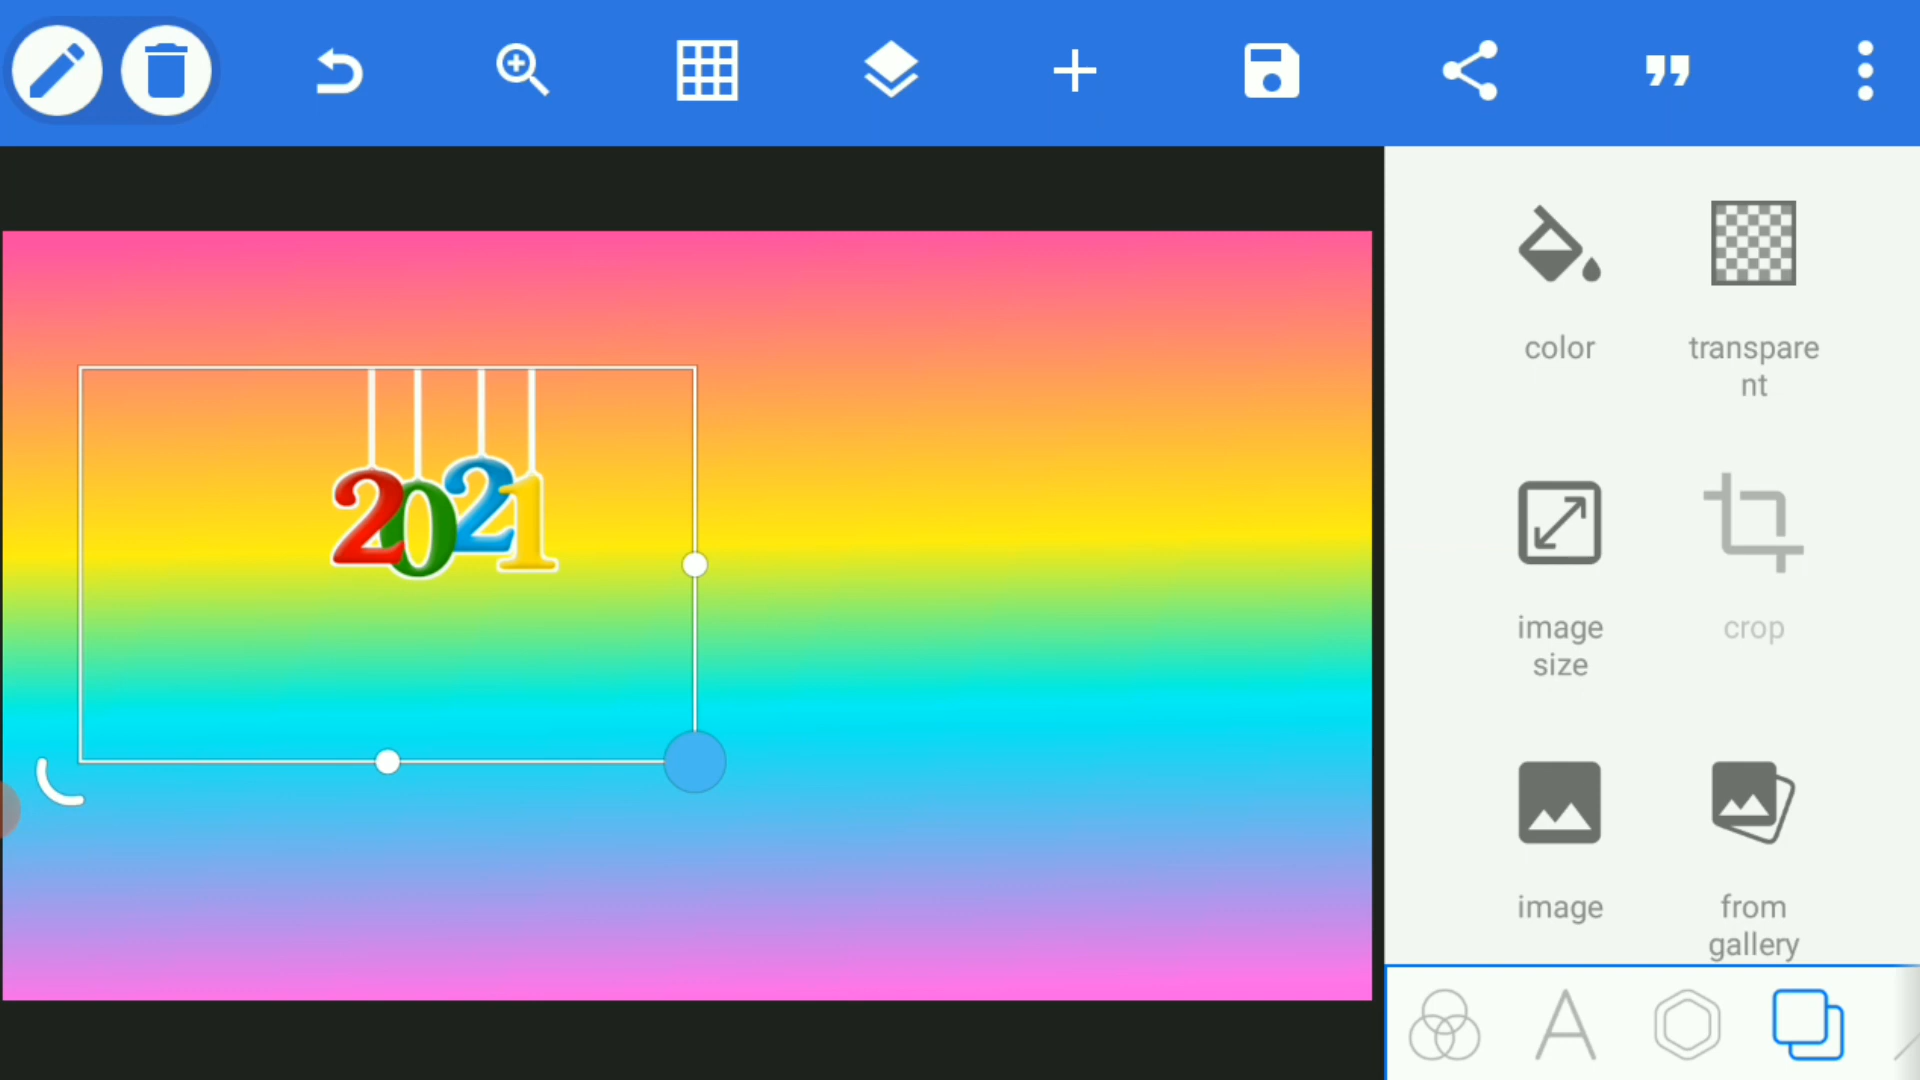 color
transpare
nt
2021
image
size
crop
image
from
gallery